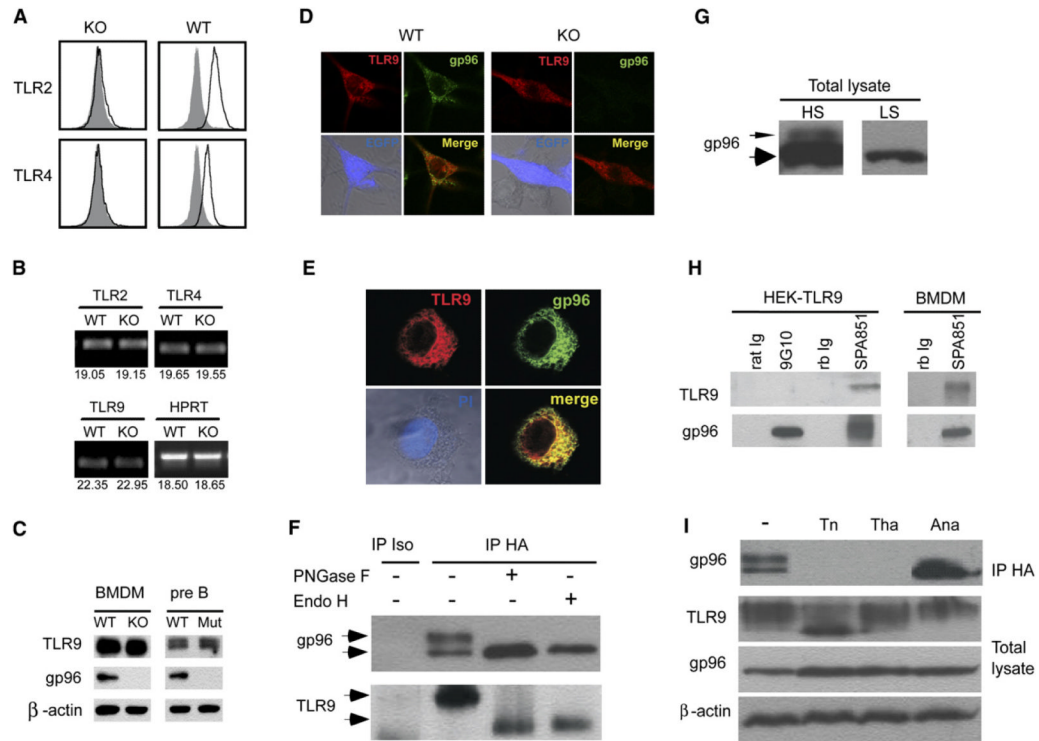 A
KO WT
TLR2
TLR4
B
TLR2 TLR4
WT KO WT KO
19.05 19.15 19.65 19.55
TLR9 HPRT
WT KO WT KO
22.35 22.95 18.50 18.65
C
BMDM pre B
WT KO WT Mut
TLR9
gp96
β-actin
D
WT KO
TLR9 gp96 TLR9 gp96
EGFP Merge EGFP Merge
E
TLR9 gp96
PI merge
F
IP Iso IP HA
PNGase F - - + -
Endo H - - - +
gp96
TLR9
G
Total lysate
HS LS
gp96
H
HEK-TLR9 BMDM
rat Ig 9G10 rb Ig SPA851 rb Ig SPA851
TLR9
gp96
I
- Tn Tha Ana
gp96 IP HA
TLR9
gp96 Total lysate
β-actin